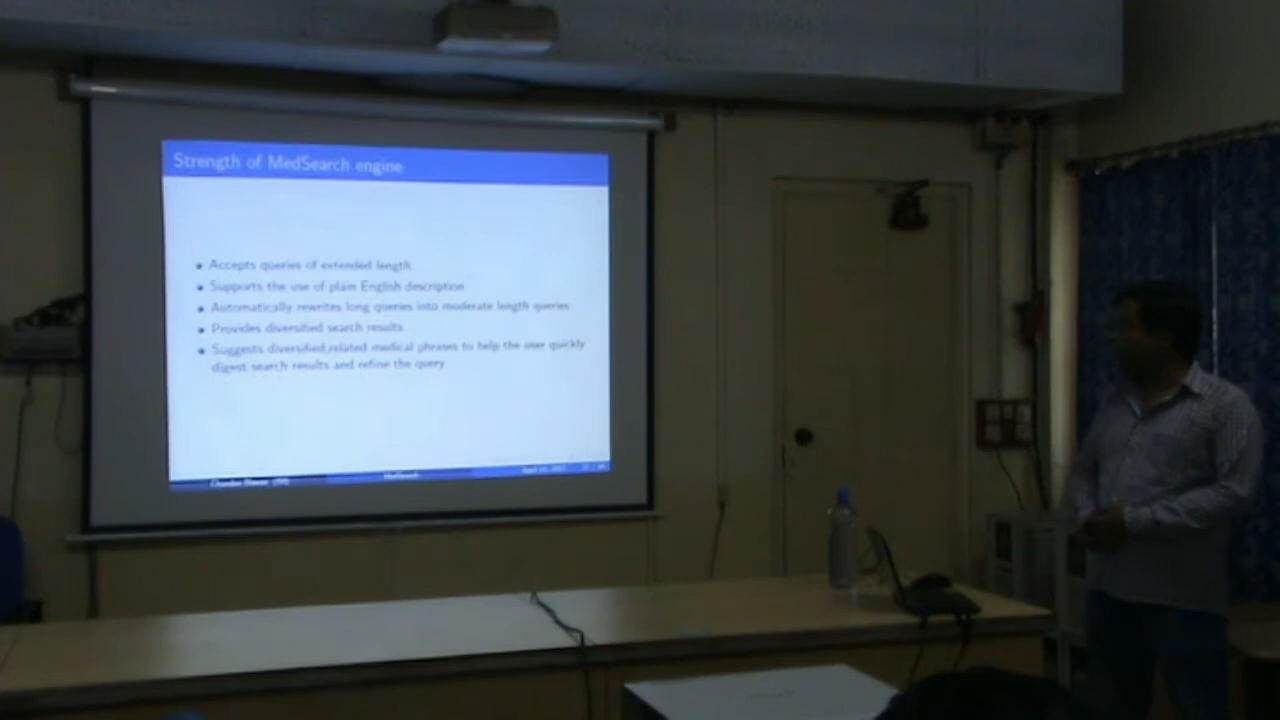 Strength of MedSearch engine
Accepts queries of extended length.
Supports the use of plain English description
Automatically rewrites long queries into moderate length queries
Provides diversified search results
Suggests diversified,related medical phrases to help the user quickly
digest search results and refine the query
MedSearch